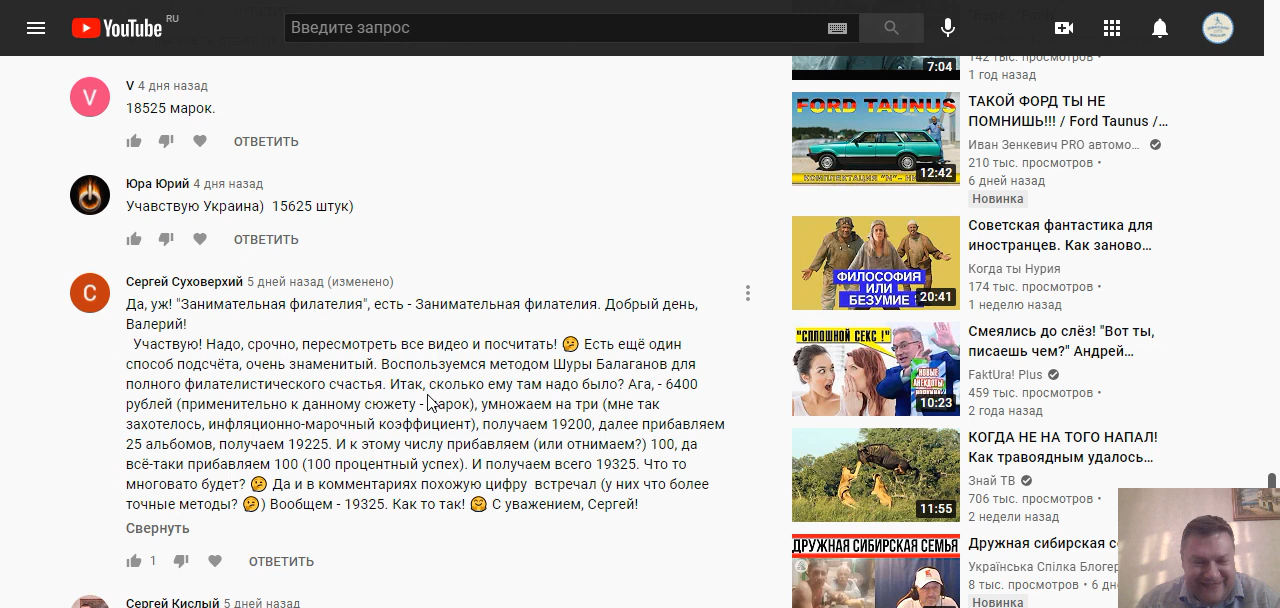 YouTube RU
Введите запрос
V 4 дня назад
18525 марок.
ОТВЕТИТЬ
Юра Юрий 4 дня назад
Учавствую Украина) 15625 штук)
ОТВЕТИТЬ
С
Сергей Суховерхий 5 дней назад (изменено)
Да, уж! "Занимательная филателия", есть - Занимательная филателия. Добрый день,
Валерий!
Участвую! Надо, срочно, пересмотреть все видео и посчитать! 🤔 Есть ещё один
способ подсчёта, очень знаменитый. Воспользуемся методом Шуры Балаганов для
полного филателистического счастья. Итак, сколько ему там надо было? Ага, - 6400
рублей (применительно к данному сюжету - марок), умножаем на три (мне так
захотелось, инфляционно-марочный коэффициент), получаем 19200, далее прибавляем
25 альбомов, получаем 19225. И к этому числу прибавляем (или отнимаем?) 100, да
всё-таки прибавляем 100 (100 процентный успех). И получаем всего 19325. Что то
многовато будет? 🤔 Да и в комментариях похожую цифру встречал (у них что более
точные методы? 🤔) Вообщем - 19325. Как то так! 🤗 С уважением, Сергей!
Свернуть
1 ОТВЕТИТЬ
Сергей Кислый 5 дней назад
7:04
142 тыс. просмотров •
1 год назад
FORD TAUNUS
12:42
ТАКОЙ ФОРД ТЫ НЕ
ПОМНИШЬ!!! / Ford Taunus /...
Иван Зенкевич PRO автомо...
210 тыс. просмотров •
6 дней назад
Новинка
ФИЛОСОФИЯ
ИЛИ
БЕЗУМИЕ
20:41
Советская фантастика для
иностранцев. Как заново...
Когда ты Нурия
174 тыс. просмотров •
1 неделю назад
"СПЛОШНОЙ СЕКС!"
НОВЫЕ
АНЕКДОТЫ
10:23
Смеялись до слёз! "Вот ты,
писаешь чем?" Андрей...
FaktUra! Plus
459 тыс. просмотров •
2 года назад
11:55
КОГДА НЕ НА ТОГО НАПАЛ!
Как травоядным удалось...
Знай ТВ
706 тыс. просмотров •
2 недели назад
ДРУЖНАЯ СИБИРСКАЯ СЕМЬЯ
Дружная сибирская
Українська Спілка Блогер
8 тыс. просмотров • 6
Новинка